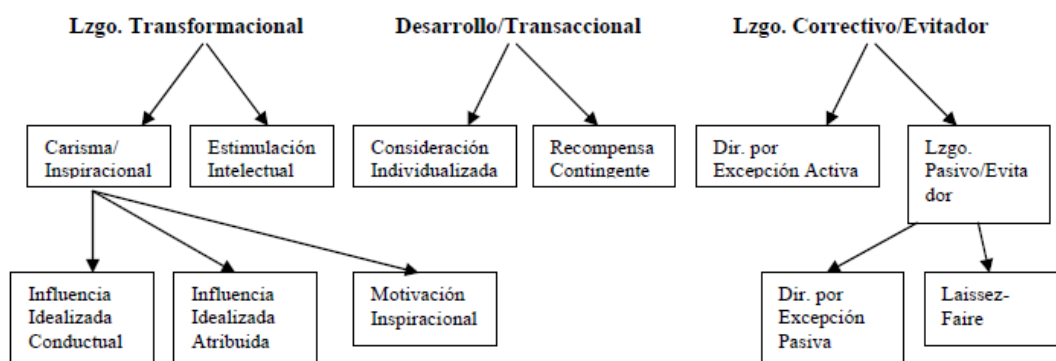 Lzgo. Transformacional
Desarrollo/Transaccional
Lzgo. Correctivo/Evitador
Carisma/
Inspiracional
Estimulación
Intelectual
Consideración
Individualizada
Recompensa
Contingente
Dir. por
Excepción Activa
Lzgo.
Pasivo/Evita
dor
Influencia
Idealizada
Conductual
Influencia
Idealizada
Atribuida
Motivación
Inspiracional
Dir. por
Excepción
Pasiva
Laissez-
Faire